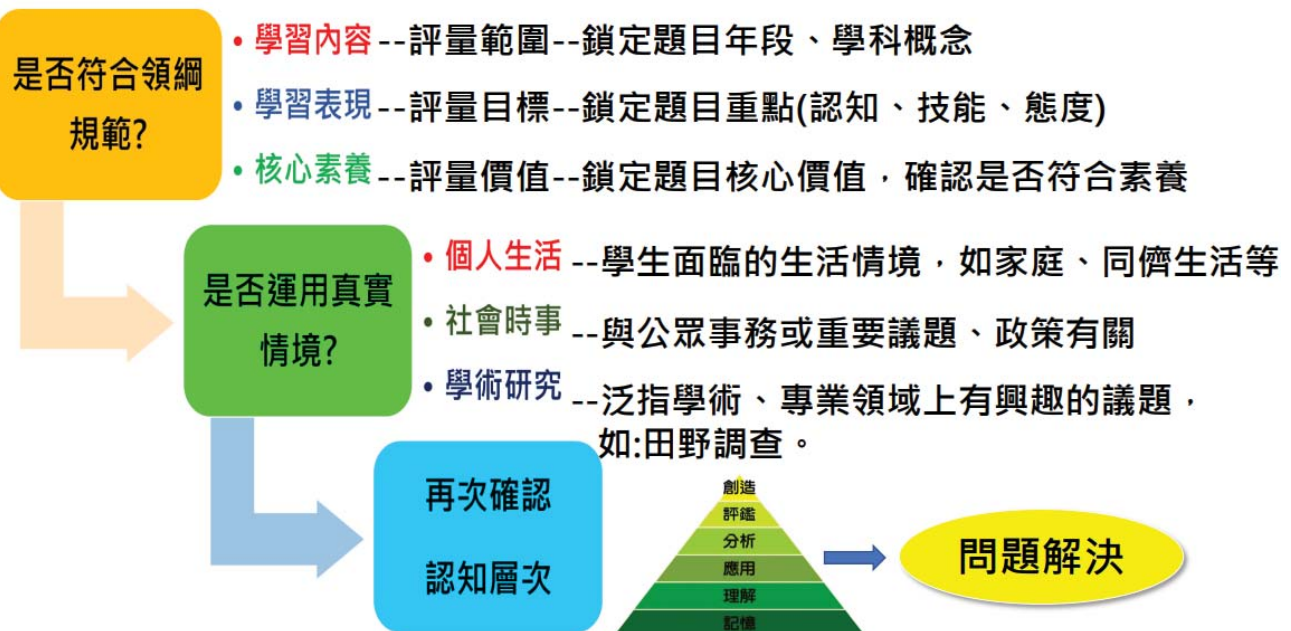 是否符合領綱
規範?
• 學習內容--評量範圍--鎖定題目年段、學科概念
• 學習表現--評量目標--鎖定題目重點(認知、技能、態度)
• 核心素養--評量價值--鎖定題目核心價值，確認是否符合素養
是否運用真實
情境?
• 個人生活--學生面臨的生活情境，如家庭、同儕生活等
• 社會時事--與公眾事務或重要議題、政策有關
• 學術研究--泛指學術、專業領域上有興趣的議題，
如:田野調查。
再次確認
認知層次
創造
評鑑
分析
應用
理解
記憶
問題解決